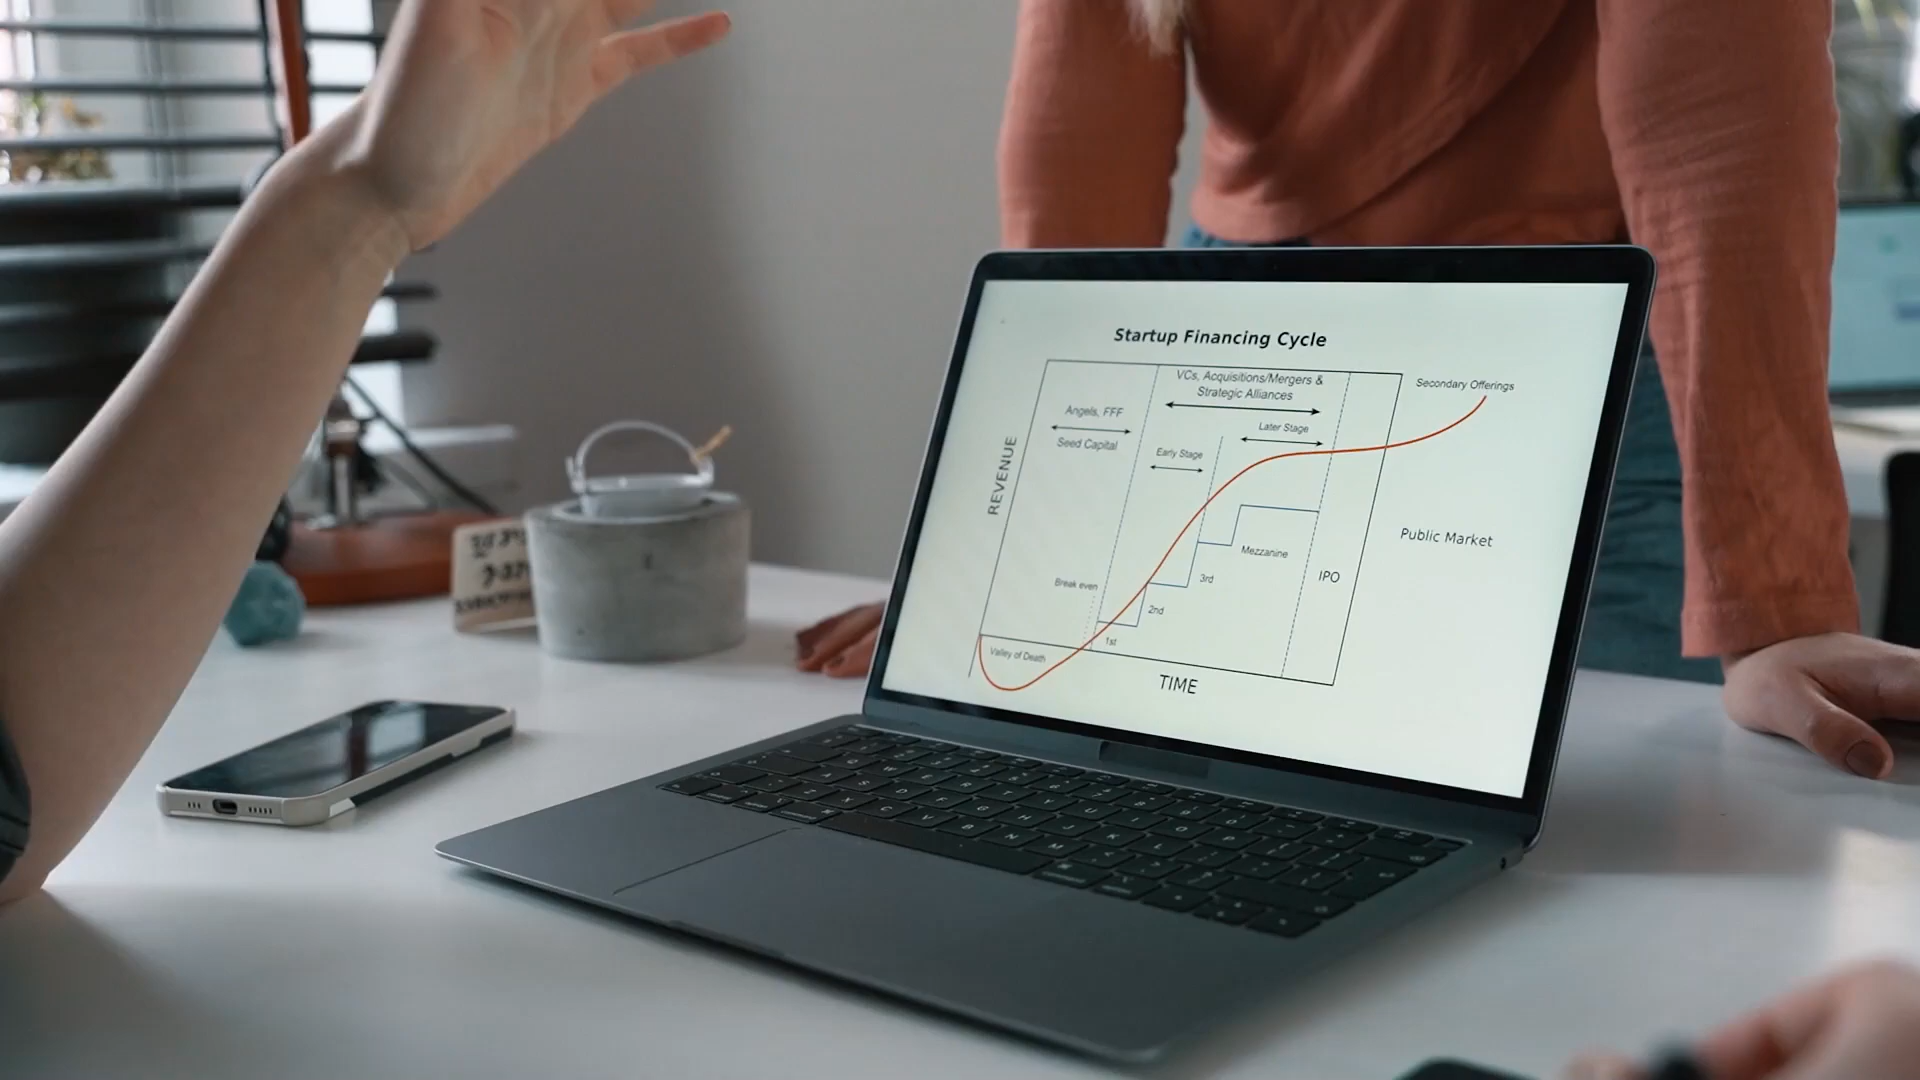 Startup Financing Cycle
VCs, Acquisitions/Mergers &
Strategic Alliances
Secondary Offerings
Angels, FFF
Seed Capital
Later Stage
Early Stage
REVENUE
Public Market
Mezzanine
IPO
Break even
3rd
2nd
1st
Valley of Death
TIME